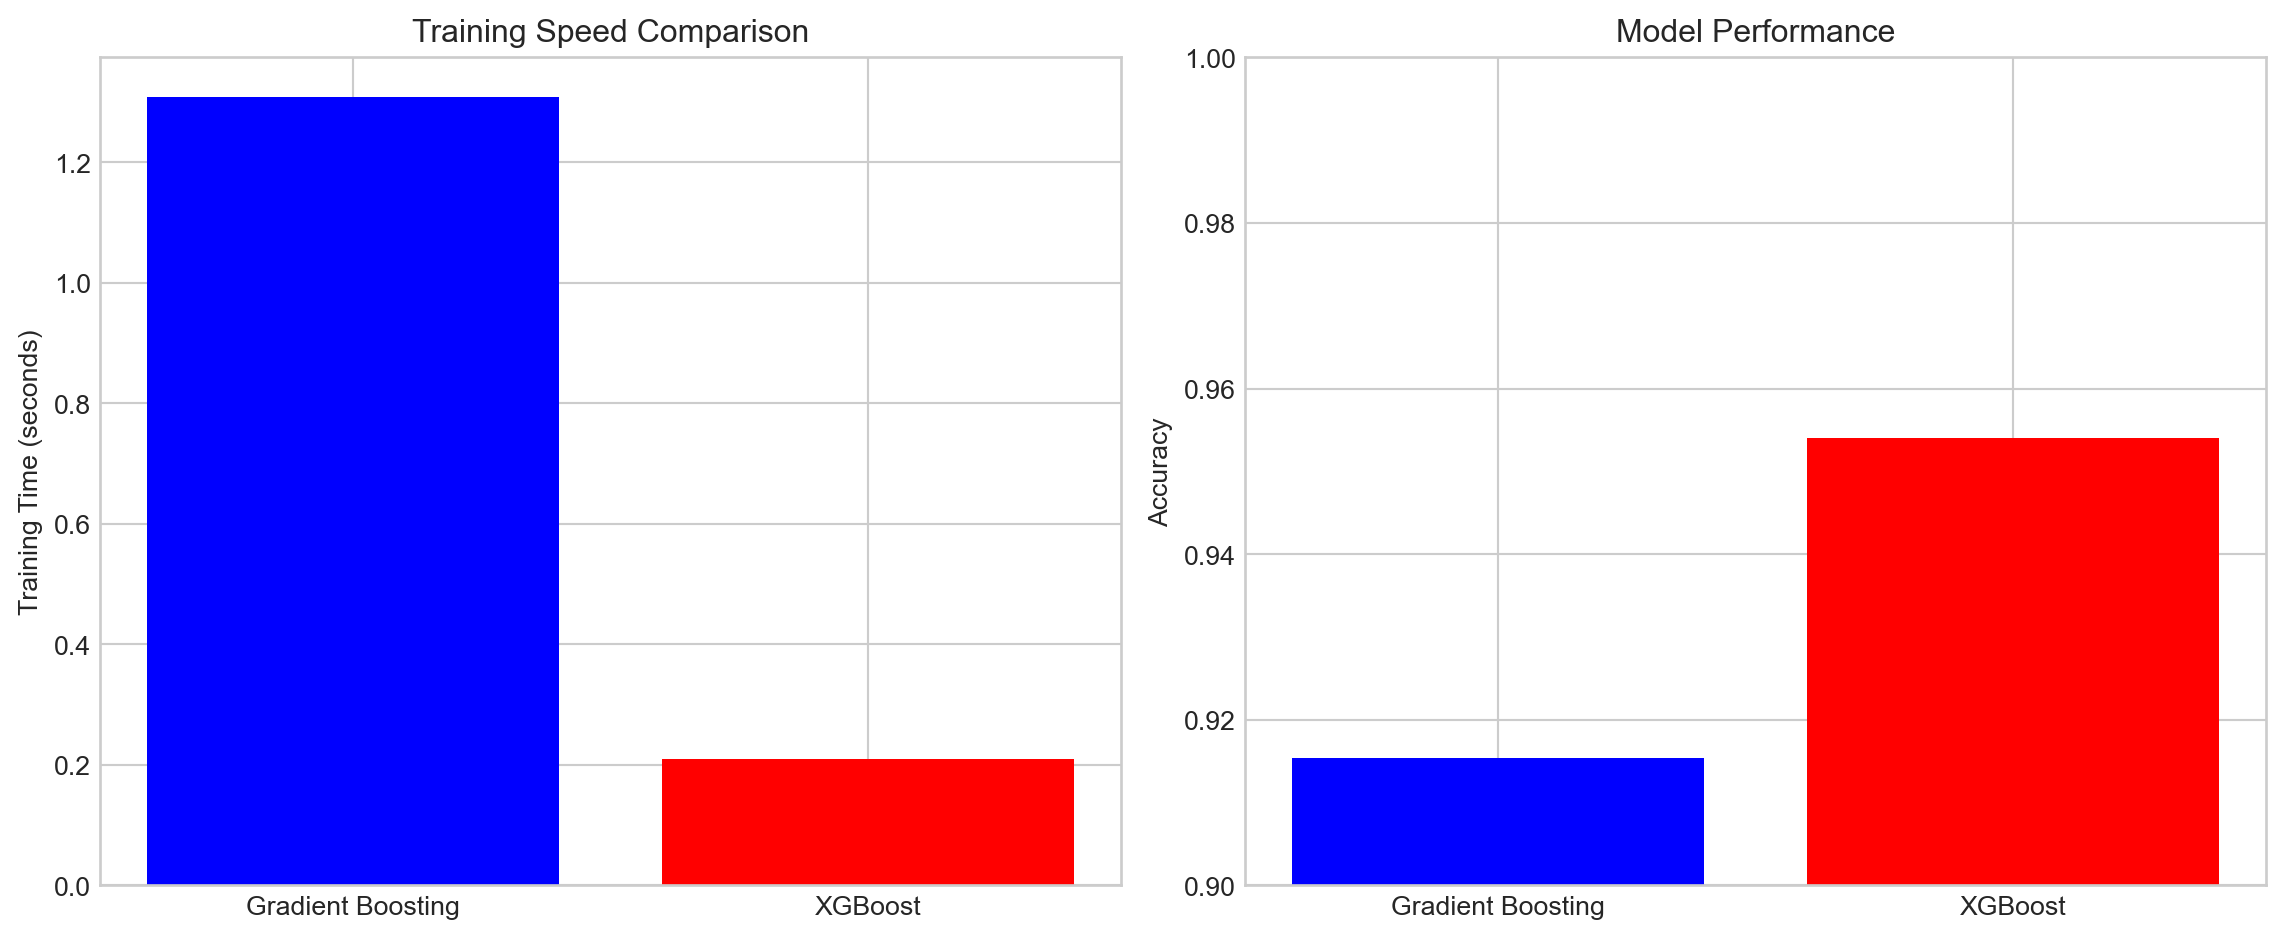 Training Speed Comparison
Training Time (seconds)
1.2
1.0
0.8
0.6
0.4
0.2
0.0
Gradient Boosting
XGBoost
Model Performance
Accuracy
1.00
0.98
0.96
0.94
0.92
0.90
Gradient Boosting
XGBoost